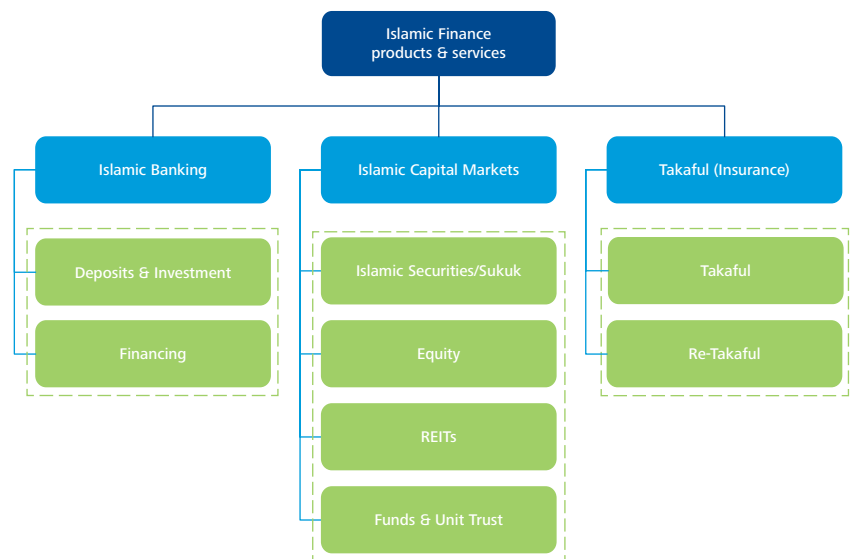 Islamic Finance
products & services
Islamic Banking
Islamic Capital Markets
Takaful (Insurance)
Deposits & Investment
Islamic Securities/Sukuk
Takaful
Financing
Equity
Re-Takaful
REITs
Funds & Unit Trust